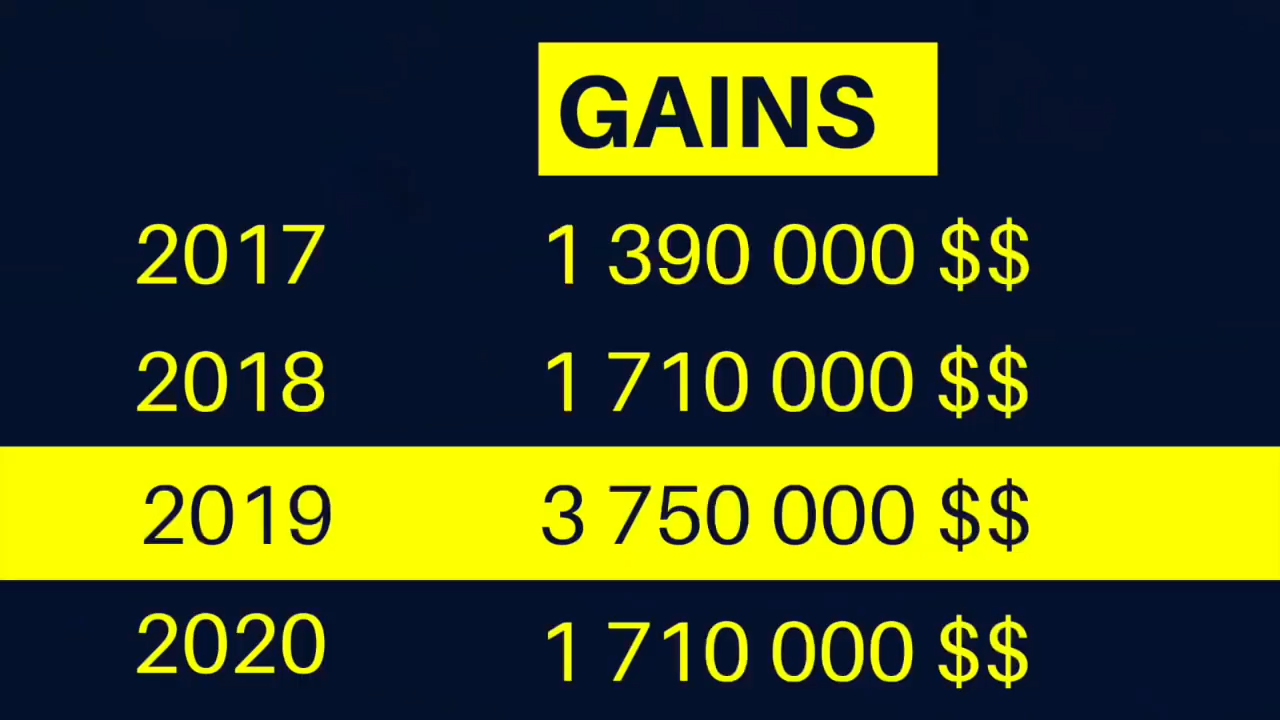 GAINS
2017 1 390 000 $$
2018 1 710 000 $$
2019 3 750 000 $$
2020 1 710 000 $$